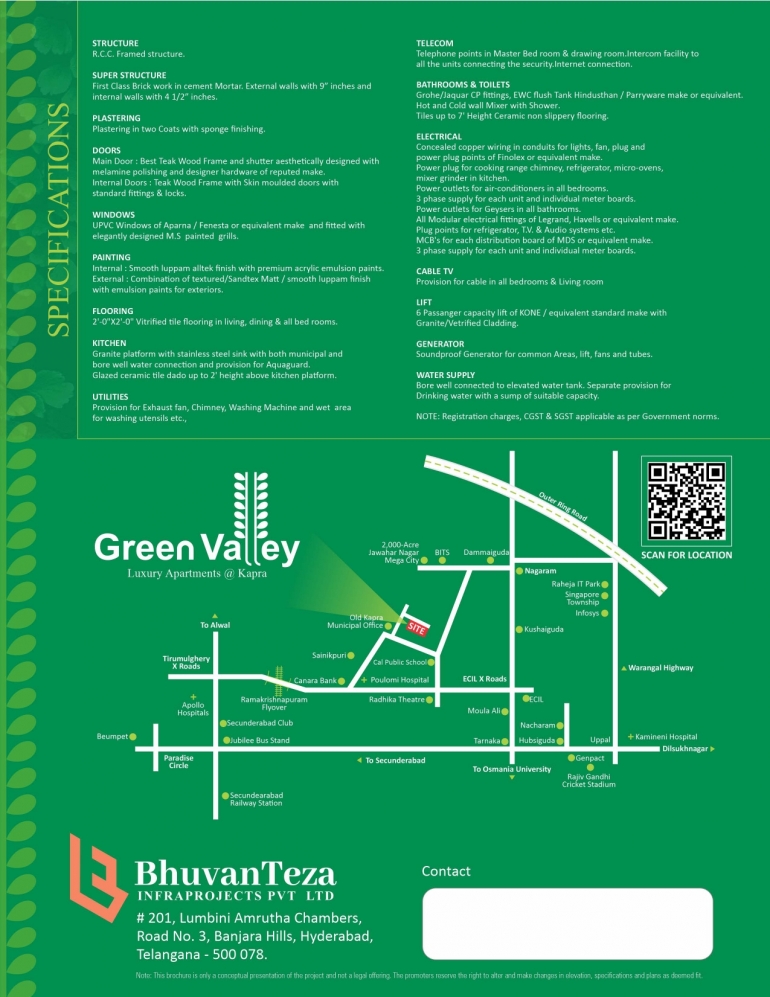 SPECIFICATIONS
STRUCTURE
R.C.C. Framed structure.
SUPER STRUCTURE
First Class Brick work in cement Mortar. External walls with 9" inches and
internal walls with 4 1/2" inches.
PLASTERING
Plastering in two Coats with sponge finishing.
DOORS
Main Door : Best Teak Wood Frame and shutter aesthetically designed with
melamine polishing and designer hardware of reputed make.
Internal Doors : Teak Wood Frame with Skin moulded doors with
standard fittings & locks.
WINDOWS
UPVC Windows of Aparna / Fenesta or equivalent make and fitted with
elegantly designed M.S painted grills.
PAINTING
Internal : Smooth luppam alltek finish with premium acrylic emulsion paints.
External : Combination of textured/Sandtex Matt / smooth luppam finish
with emulsion paints for exteriors.
FLOORING
2'-0"X2'-0" Vitrified tile flooring in living, dining & all bed rooms.
KITCHEN
Granite platform with stainless steel sink with both municipal and
bore well water connection and provision for Aquaguard.
Glazed ceramic tile dado up to 2' height above kitchen platform.
UTILITIES
Provision for Exhaust fan, Chimney, Washing Machine and wet area
for washing utensils etc.,
TELECOM
Telephone points in Master Bed room & drawing room.Intercom facility to
all the units connecting the security.Internet connection.
BATHROOMS & TOILETS
Grohe/Jaquar CP fittings, EWC flush Tank Hindusthan / Parryware make or equivalent.
Hot and Cold wall Mixer with Shower.
Tiles up to 7' Height Ceramic non slippery flooring.
ELECTRICAL
Concealed copper wiring in conduits for lights, fan, plug and
power plug points of Finolex or equivalent make.
Power plug for cooking range chimney, refrigerator, micro-ovens,
mixer grinder in kitchen.
Power outlets for air-conditioners in all bedrooms.
3 phase supply for each unit and individual meter boards.
Power outlets for Geysers in all bathrooms.
All Modular electrical fittings of Legrand, Havells or equivalent make.
Plug points for refrigerator, T.V. & Audio systems etc.
MCB's for each distribution board of MDS or equivalent make.
3 phase supply for each unit and individual meter boards.
CABLE TV
Provision for cable in all bedrooms & Living room
LIFT
6 Passanger capacity lift of KONE / equivalent standard make with
Granite/Vetrified Cladding.
GENERATOR
Soundproof Generator for common Areas, lift, fans and tubes.
WATER SUPPLY
Bore well connected to elevated water tank. Separate provision for
Drinking water with a sump of suitable capacity.
NOTE: Registration charges, CGST & SGST applicable as per Government norms.
Green Valley
Luxury Apartments @ Kapra
SCAN FOR LOCATION
Outer Ring Road
2,000-Acre
Jawahar Nagar
Mega City
BITS
Dammaiguda
Nagaram
Raheja IT Park
Singapore
Township
Infosys
Old Kapra
Municipal Office
SITE
Kushaiguda
To Alwal
Sainikpuri
Cal Public School
Tirumulghery
X Roads
Warangal Highway
Canara Bank
Poulomi Hospital
ECIL X Roads
Apollo
Hospitals
Ramakrishnapuram
Flyover
Radhika Theatre
ECIL
Moula Ali
Secunderabad Club
Nacharam
Beumpet
Jubilee Bus Stand
Tarnaka
Hubsiguda
Uppal
Kamineni Hospital
Dilsukhnagar
Paradise
Circle
To Secunderabad
To Osmania University
Genpact
Rajiv Gandhi
Cricket Stadium
Secundearabad
Railway Station
BhuvanTeza
INFRAPROJECTS PVT LTD
# 201, Lumbini Amrutha Chambers,
Road No. 3, Banjara Hills, Hyderabad,
Telangana - 500 078.
Contact
Note: This brochure is only a conceptual presentation of the project and not a legal offering. The promoters reserve the right to alter and make changes in elevation, specifications and plans as deemed fit.